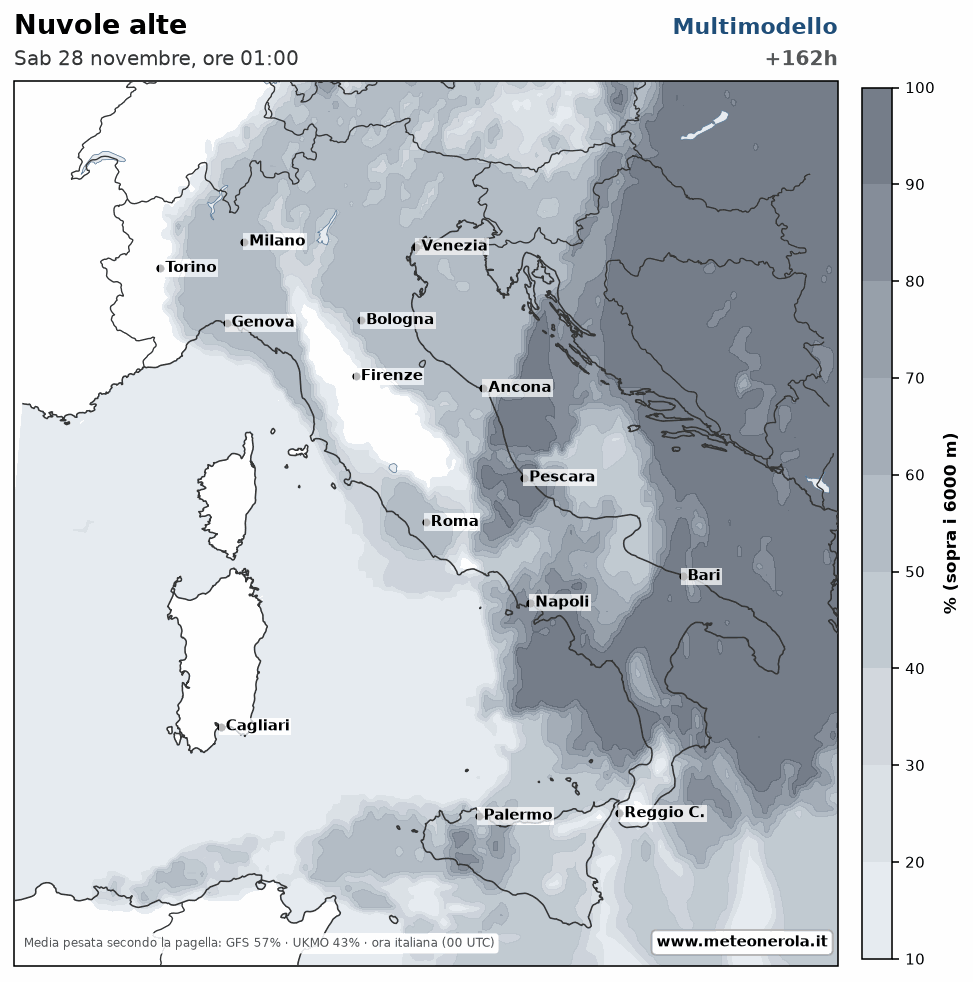 Nuvole alte
Multimodello
Sab 28 novembre, ore 01:00
+162h
100
90
80
70
60
50
40
30
20
10
% (sopra i 6000 m)
Milano
Venezia
Torino
Genova
Bologna
Firenze
Ancona
Pescara
Roma
Bari
Napoli
Cagliari
Palermo
Reggio C.
Media pesata secondo la pagella: GFS 57% · UKMO 43% · ora italiana (00 UTC)
www.meteonerola.it